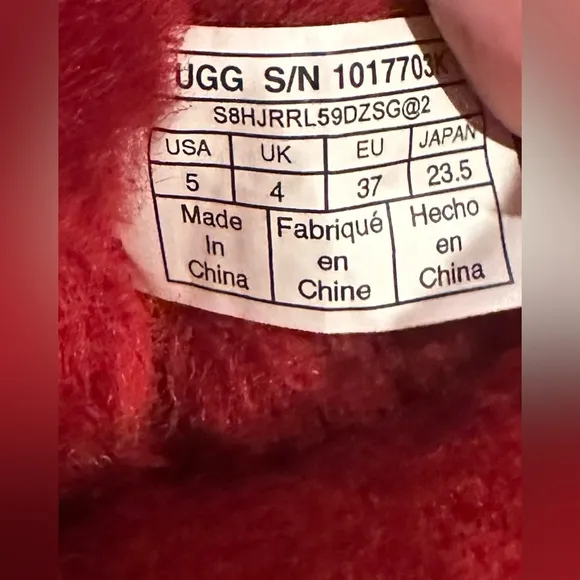 UGG S/N 1017703K
S8HJRRL59DZSG@2
USA UK EU JAPAN
5 4 37 23.5
Made Fabriqué Hecho
In en en
China Chine China